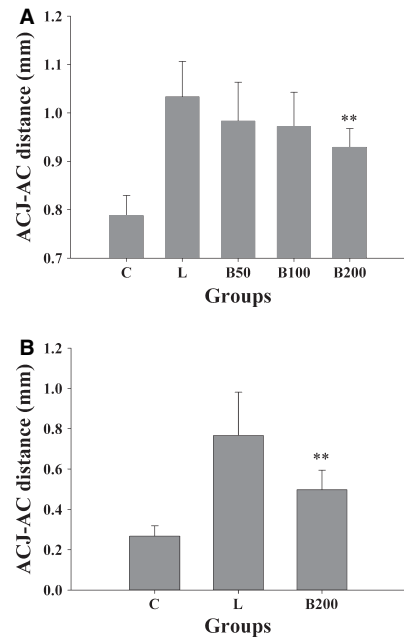 A
ACJ-AC distance (mm)
1.2
1.1
1.0
0.9
0.8
0.7
**
C L B50 B100 B200
Groups
B
ACJ-AC distance (mm)
1.2
1.0
0.8
0.6
0.4
0.2
0.0
**
C L B200
Groups